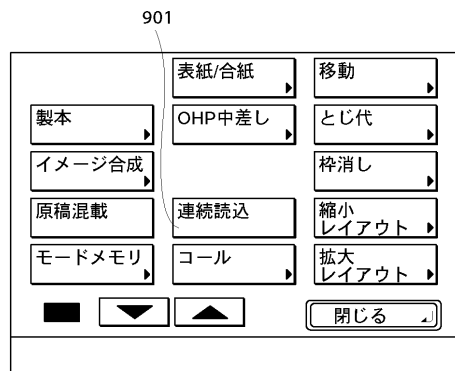 901
表紙/合紙
移動
製本
OHP中差し
とじ代
イメージ合成
枠消し
原稿混載
連続読込
縮小
レイアウト
モードメモリ
コール
拡大
レイアウト
閉じる